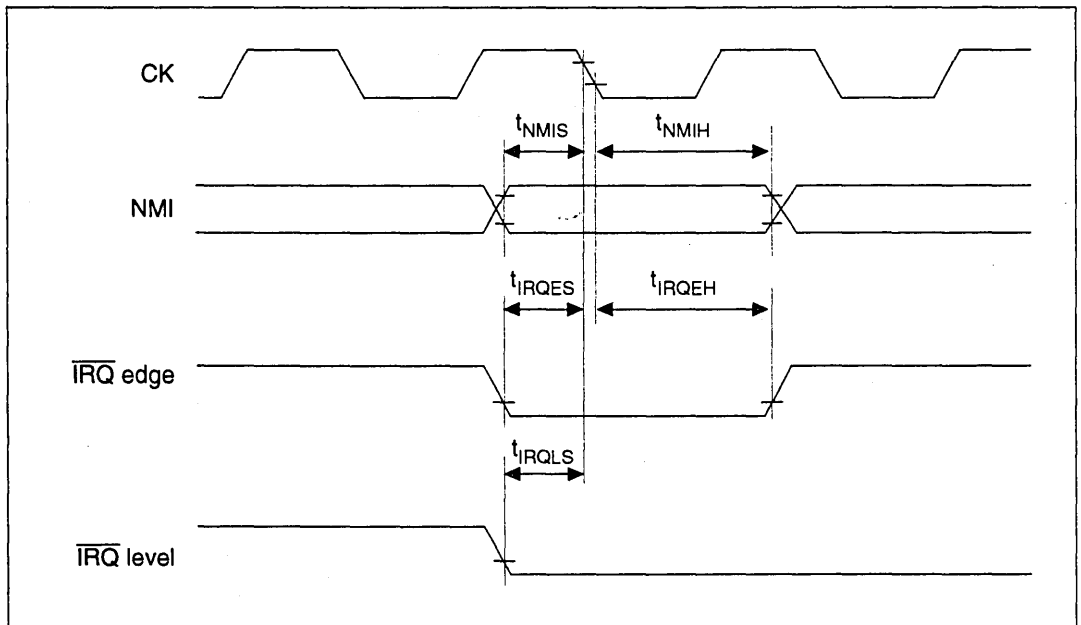 CK
tNMIS tNMIH
NMI
tIRQES tIRQEH
IRQ edge
tIRQLS
IRQ level